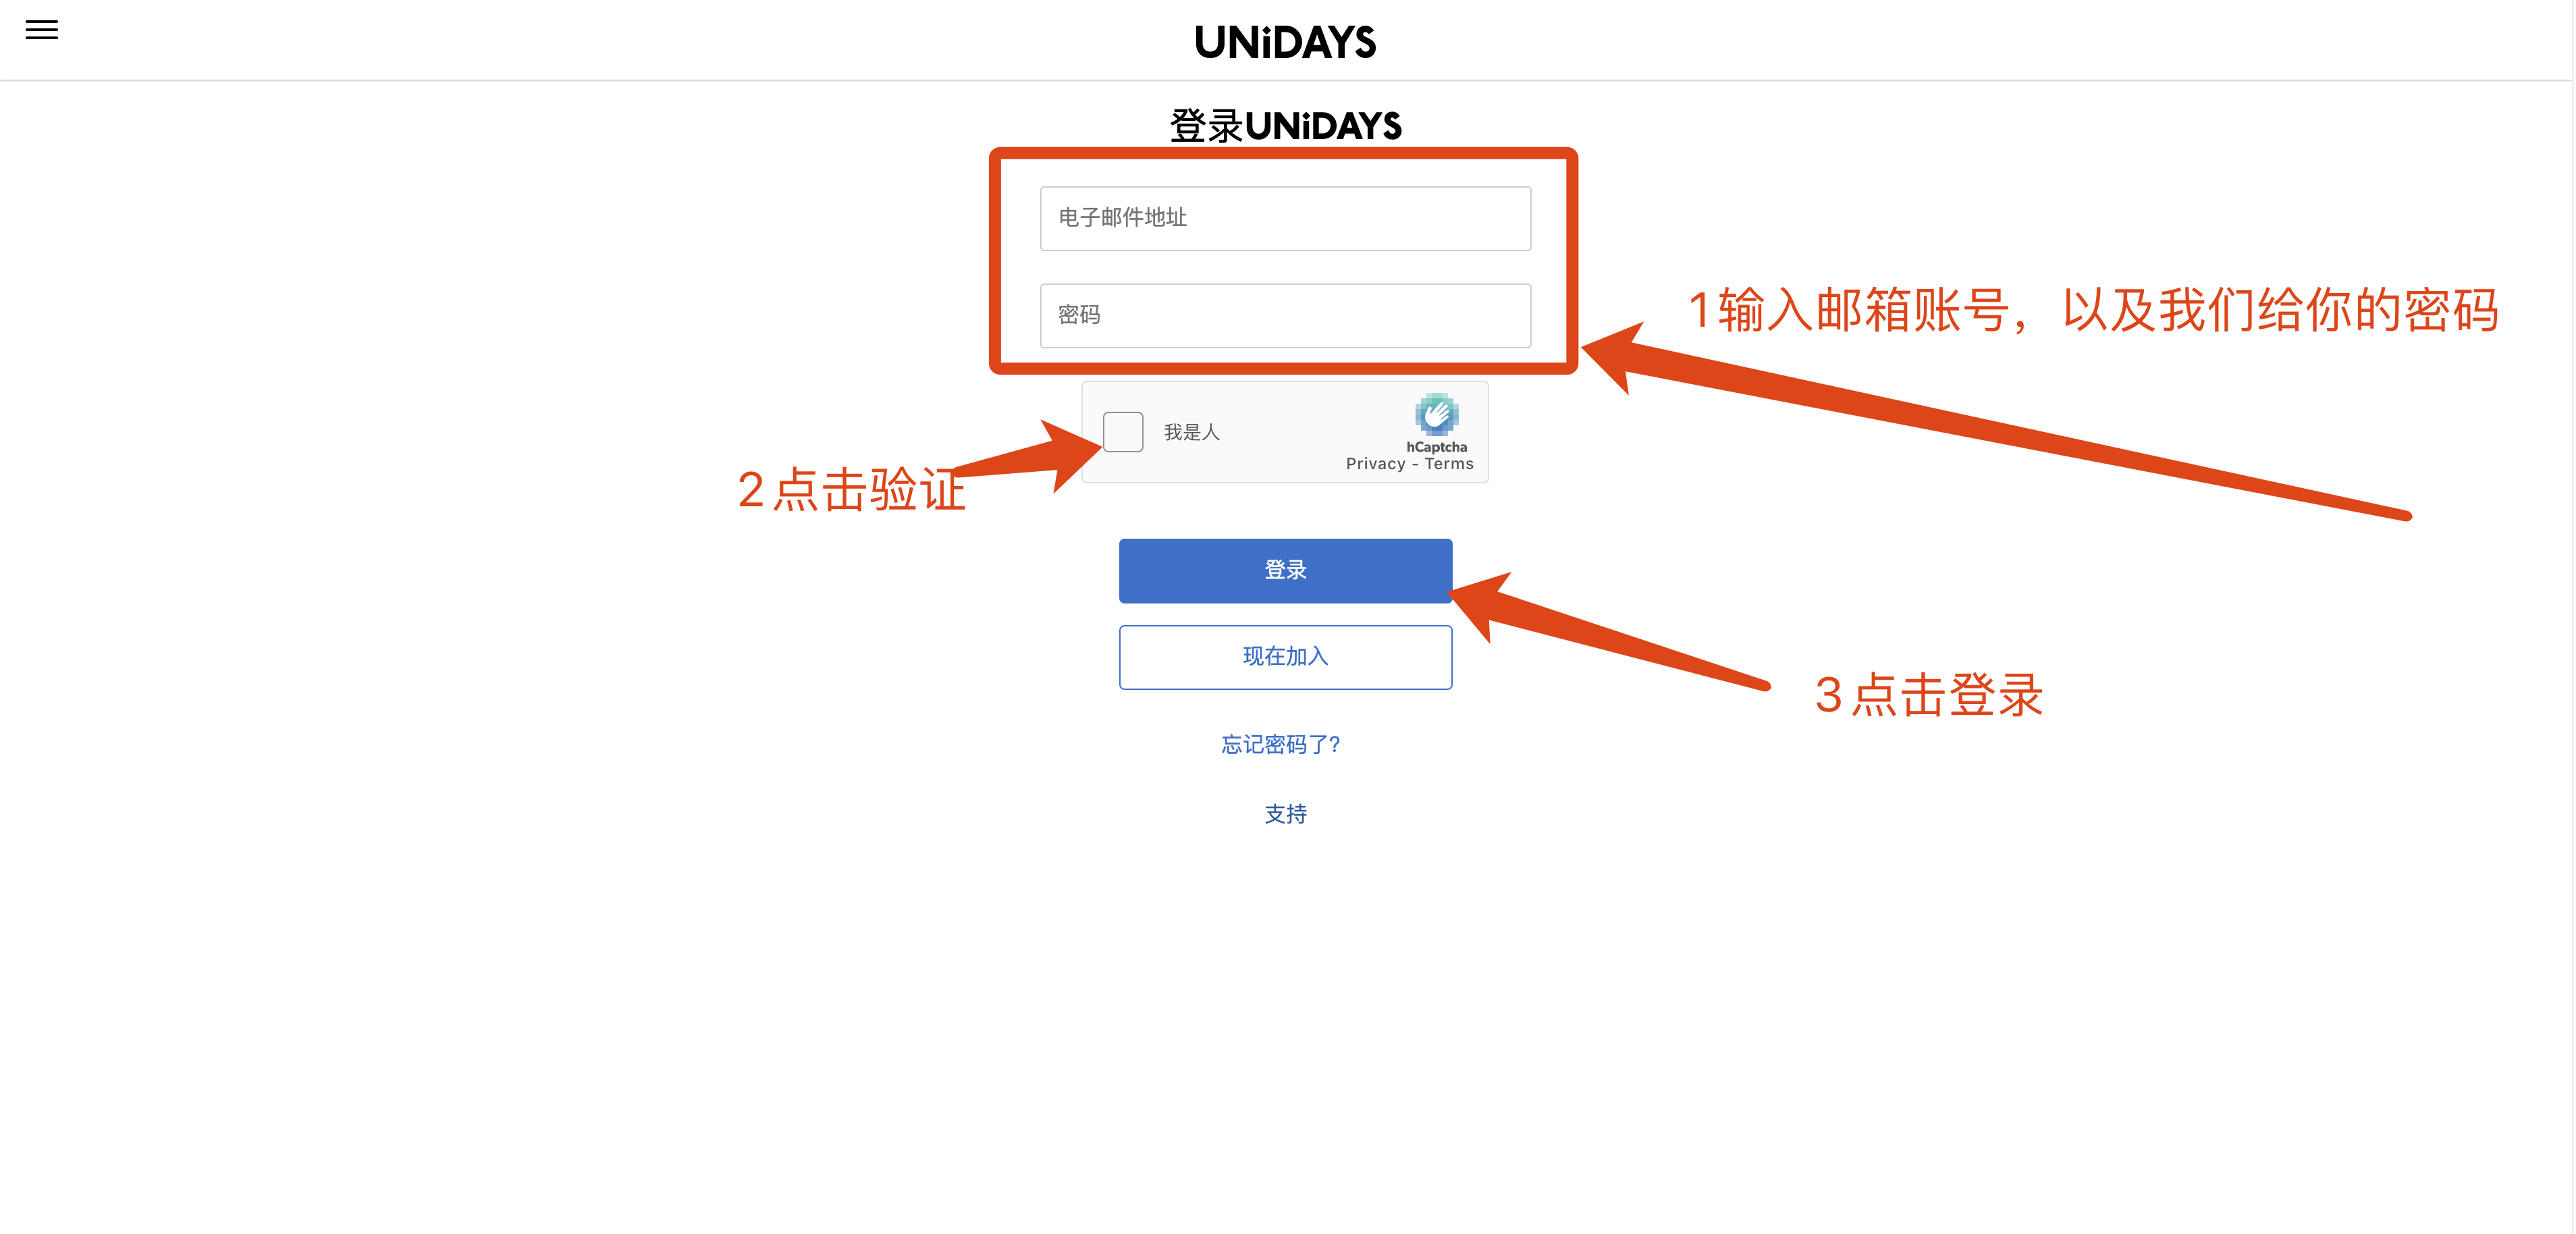 UNiDAYS
登录UNiDAYS
电子邮件地址
密码
1输入邮箱账号，以及我们给你的密码
我是人
hCaptcha
Privacy - Terms
2点击验证
登录
现在加入
3点击登录
忘记密码了?
支持